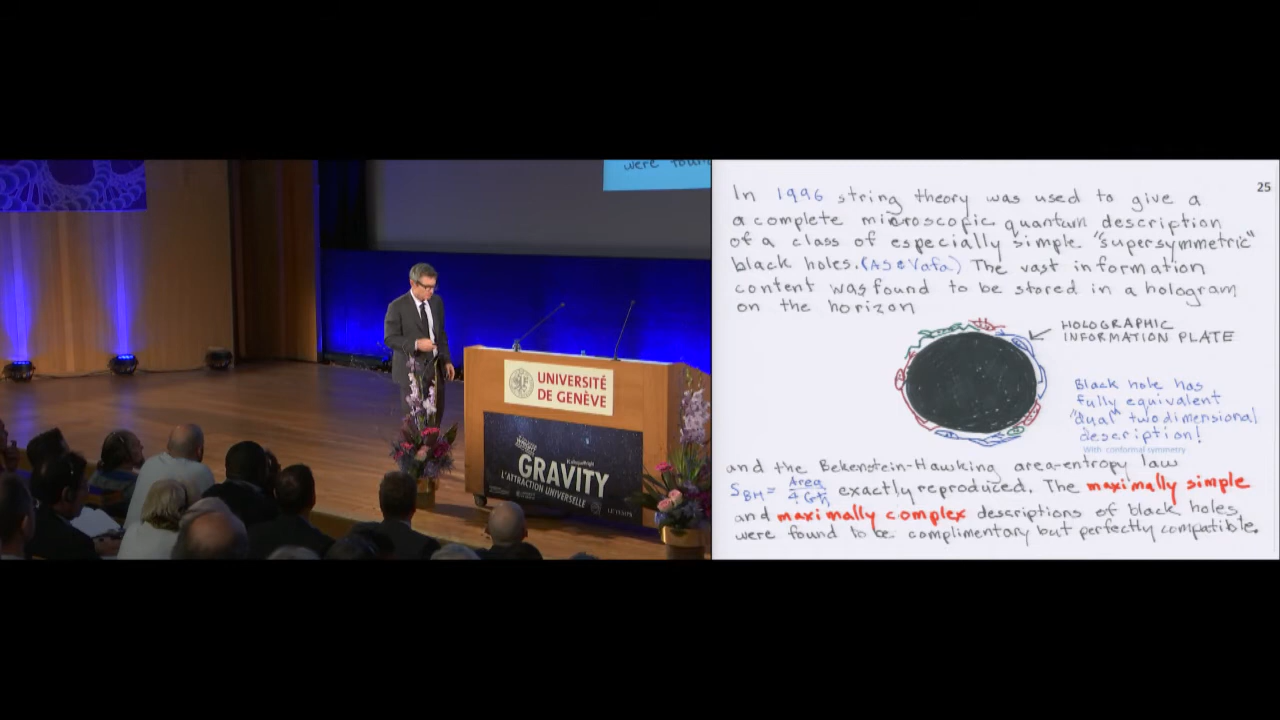 were found
UNIVERSITÉ
DE GENÈVE
GRAVITY
L'ATTRACTION UNIVERSELLE
LE TEMPS
25
In 1996 string theory was used to give a
a complete microscopic quantum description
of a class of especially simple "supersymmetric"
black holes. (AS & Vafa) The vast information
content was found to be stored in a hologram
on the horizon
HOLOGRAPHIC
INFORMATION PLATE
Black hole has
fully equivalent
"dual" two dimensional
description!
With conformal symmetry
and the Bekenstein-Hawking area-entropy law
S_BH = Area / 4Għ exactly reproduced. The maximally simple
and maximally complex descriptions of black holes
were found to be complimentary but perfectly compatible.